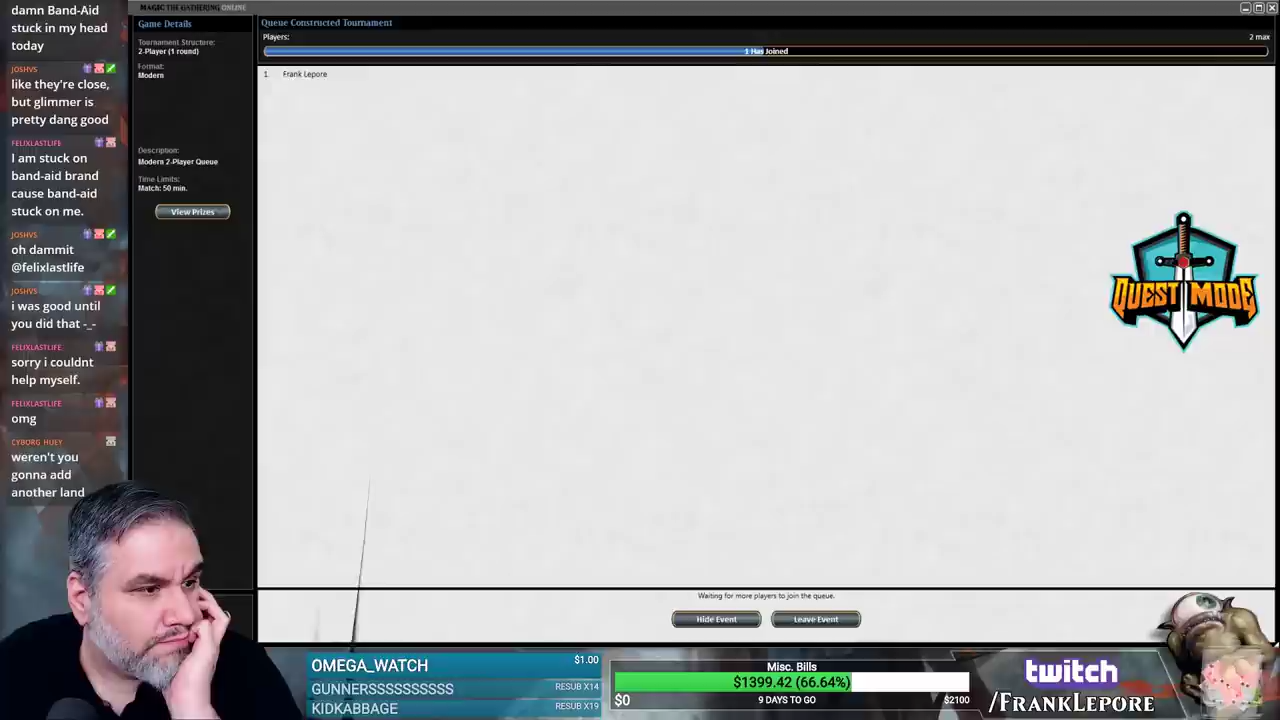 damn Band-Aid
stuck in my head
today
JOSHVS
like they're close,
but glimmer is
pretty dang good
FELIXLASTLIFE
I am stuck on
band-aid brand
cause band-aid
stuck on me.
JOSHVS
oh dammit
@felixlastlife
JOSHVS
i was good until
you did that -_-
FELIXLASTLIFE
sorry i couldnt
help myself.
FELIXLASTLIFE
omg
CYBORG HUEY
weren't you
gonna add
another land
MAGIC THE GATHERING ONLINE
Game Details
Tournament Structure:
2-Player (1 round)
Format:
Modern
Description:
Modern 2-Player Queue
Time Limits:
Match: 50 min.
View Prizes
Queue Constructed Tournament
Players:
2 max
1 Has Joined
1. Frank Lepore
QUEST MODE
Waiting for more players to join the queue.
Hide Event
Leave Event
OMEGA_WATCH $1.00
GUNNERSSSSSSSSSS RESUB X14
KIDKABBAGE RESUB X19
Misc. Bills
$1399.42 (66.64%)
$0 9 DAYS TO GO $2100
twitch
/FRANKLEPORE